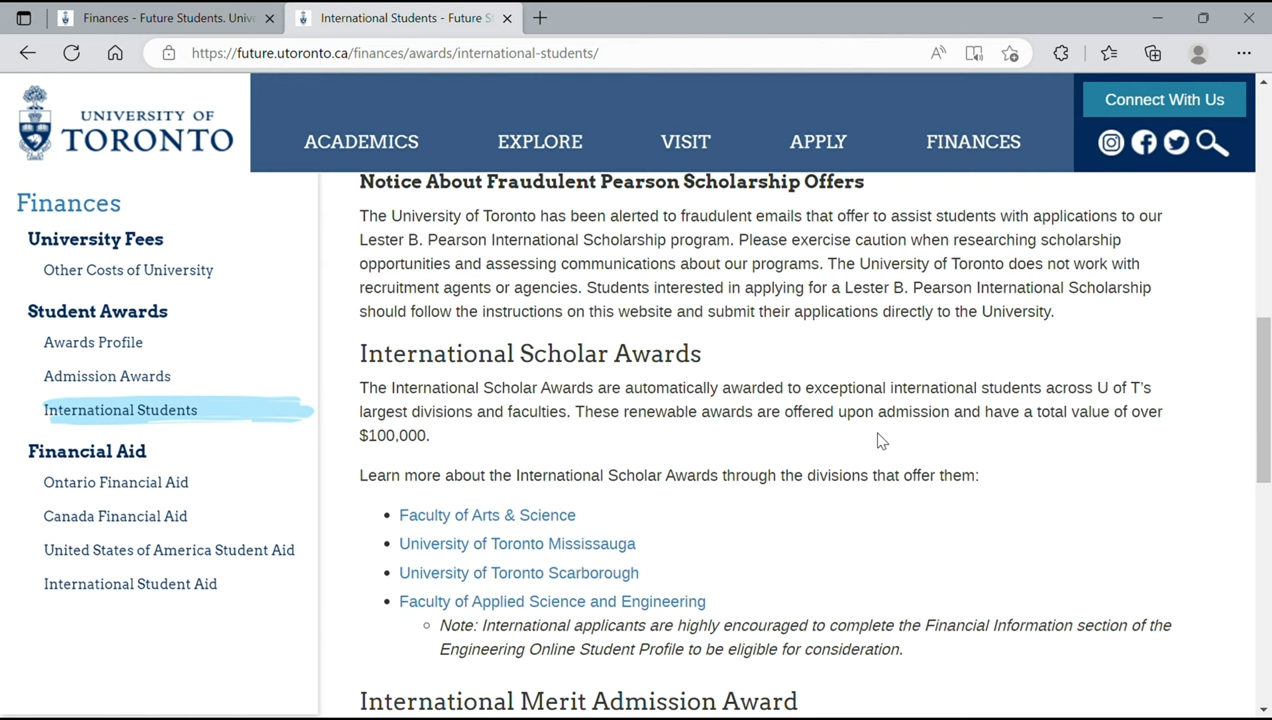 Finances - Future Students. Unive
International Students - Future S
https://future.utoronto.ca/finances/awards/international-students/
UNIVERSITY OF
TORONTO
ACADEMICS
EXPLORE
VISIT
APPLY
FINANCES
Connect With Us
Finances
University Fees
Other Costs of University
Student Awards
Awards Profile
Admission Awards
International Students
Financial Aid
Ontario Financial Aid
Canada Financial Aid
United States of America Student Aid
International Student Aid
Notice About Fraudulent Pearson Scholarship Offers
The University of Toronto has been alerted to fraudulent emails that offer to assist students with applications to our
Lester B. Pearson International Scholarship program. Please exercise caution when researching scholarship
opportunities and assessing communications about our programs. The University of Toronto does not work with
recruitment agents or agencies. Students interested in applying for a Lester B. Pearson International Scholarship
should follow the instructions on this website and submit their applications directly to the University.
International Scholar Awards
The International Scholar Awards are automatically awarded to exceptional international students across U of T's
largest divisions and faculties. These renewable awards are offered upon admission and have a total value of over
$100,000.
Learn more about the International Scholar Awards through the divisions that offer them:
• Faculty of Arts & Science
• University of Toronto Mississauga
• University of Toronto Scarborough
• Faculty of Applied Science and Engineering
◦ Note: International applicants are highly encouraged to complete the Financial Information section of the
Engineering Online Student Profile to be eligible for consideration.
International Merit Admission Award